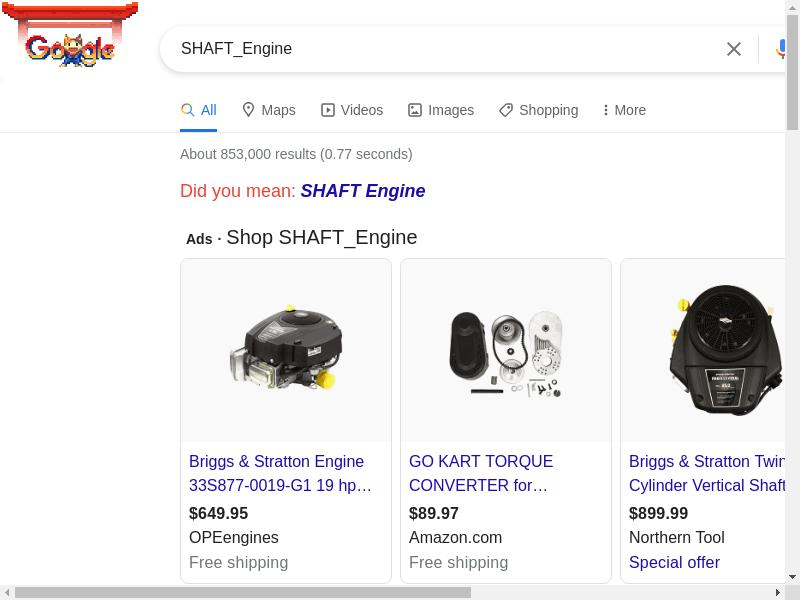 Google
SHAFT_Engine
All
Maps
Videos
Images
Shopping
More
About 853,000 results (0.77 seconds)
Did you mean: SHAFT Engine
Ads · Shop SHAFT_Engine
Briggs & Stratton Engine
33S877-0019-G1 19 hp…
$649.95
OPEengines
Free shipping
GO KART TORQUE
CONVERTER for…
$89.97
Amazon.com
Free shipping
Briggs & Stratton Twin
Cylinder Vertical Shaft
$899.99
Northern Tool
Special offer